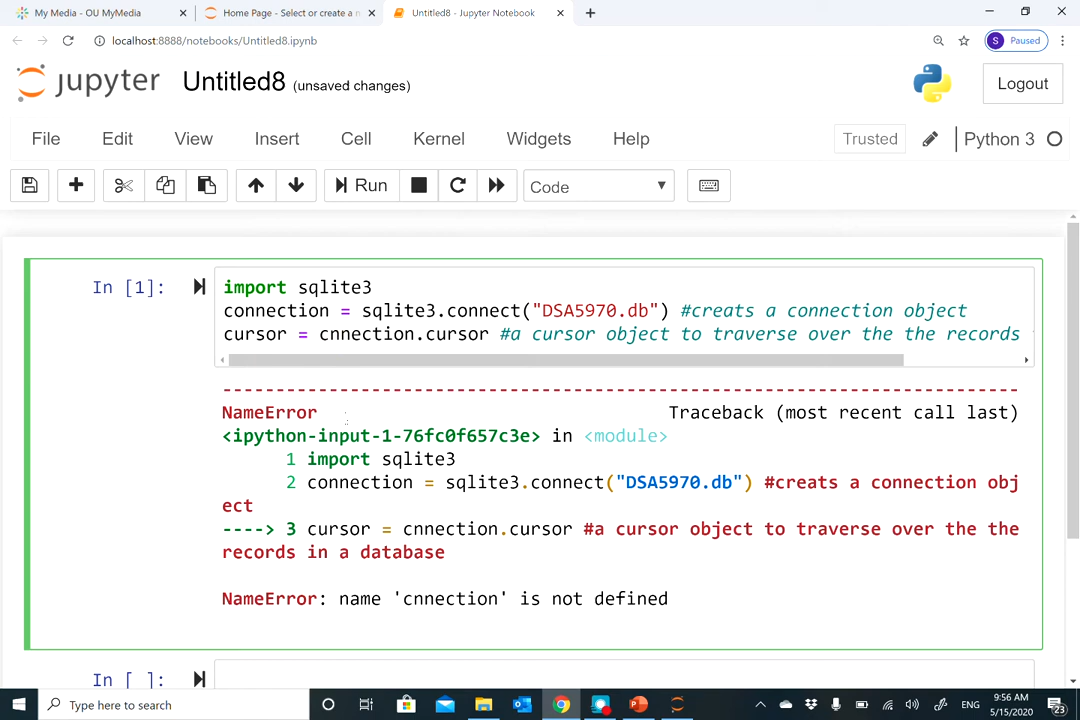 My Media - OU MyMedia
Home Page - Select or create a n
Untitled8 - Jupyter Notebook
localhost:8888/notebooks/Untitled8.ipynb
S Paused
jupyter Untitled8 (unsaved changes)
Logout
File Edit View Insert Cell Kernel Widgets Help
Trusted Python 3
Run Code
In [1]:
import sqlite3
connection = sqlite3.connect("DSA5970.db") #creats a connection object
cursor = cnnection.cursor #a cursor object to traverse over the the records
---------------------------------------------------------------------------
NameError Traceback (most recent call last)
<ipython-input-1-76fc0f657c3e> in <module>
1 import sqlite3
2 connection = sqlite3.connect("DSA5970.db") #creats a connection obj
ect
----> 3 cursor = cnnection.cursor #a cursor object to traverse over the the
records in a database
NameError: name 'cnnection' is not defined
In [ ]:
Type here to search
ENG
9:56 AM
5/15/2020
23